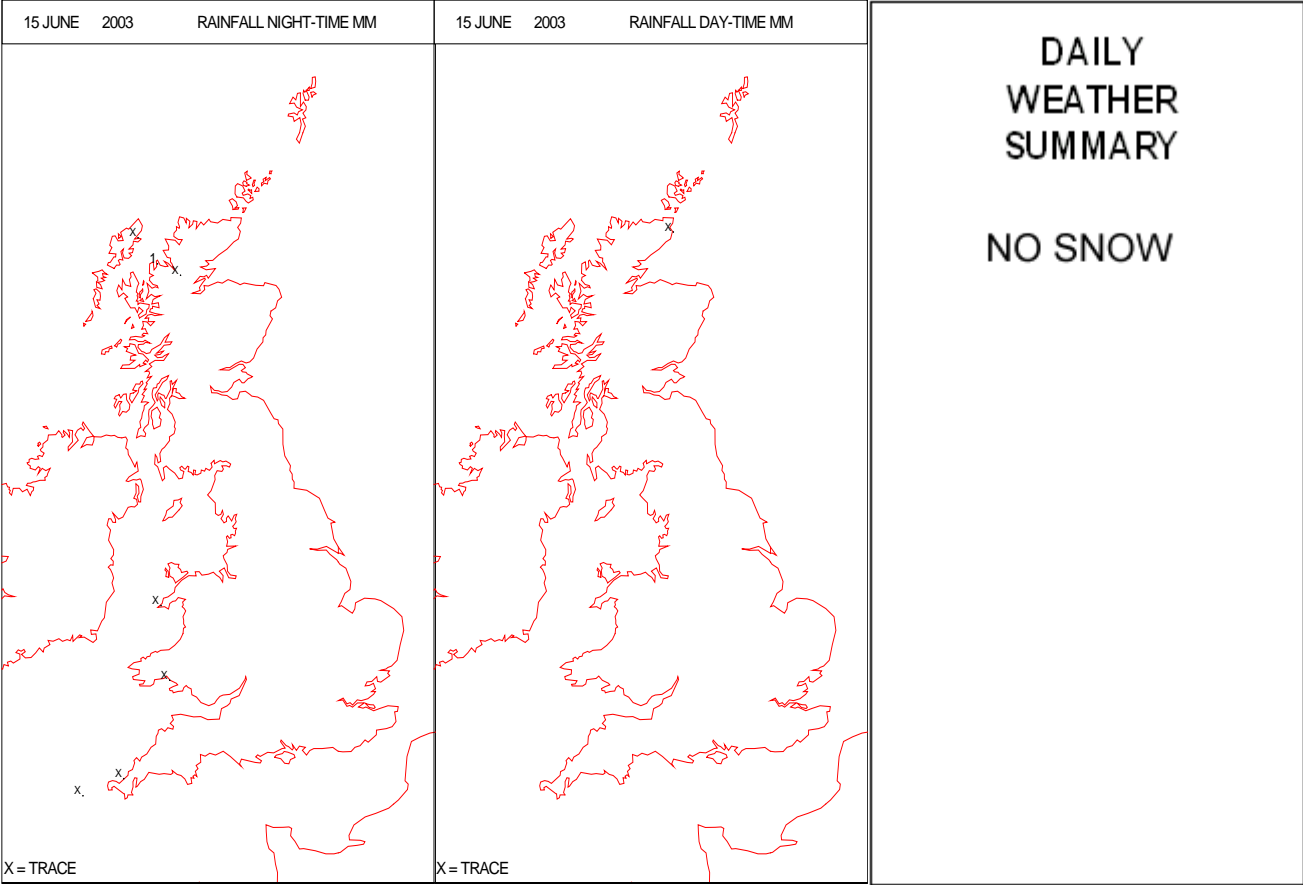 15 JUNE 2003 RAINFALL NIGHT-TIME MM
X.
1
X.
X.
X.
X.
X.
X = TRACE
15 JUNE 2003 RAINFALL DAY-TIME MM
X.
X = TRACE
DAILY
WEATHER
SUMMARY
NO SNOW